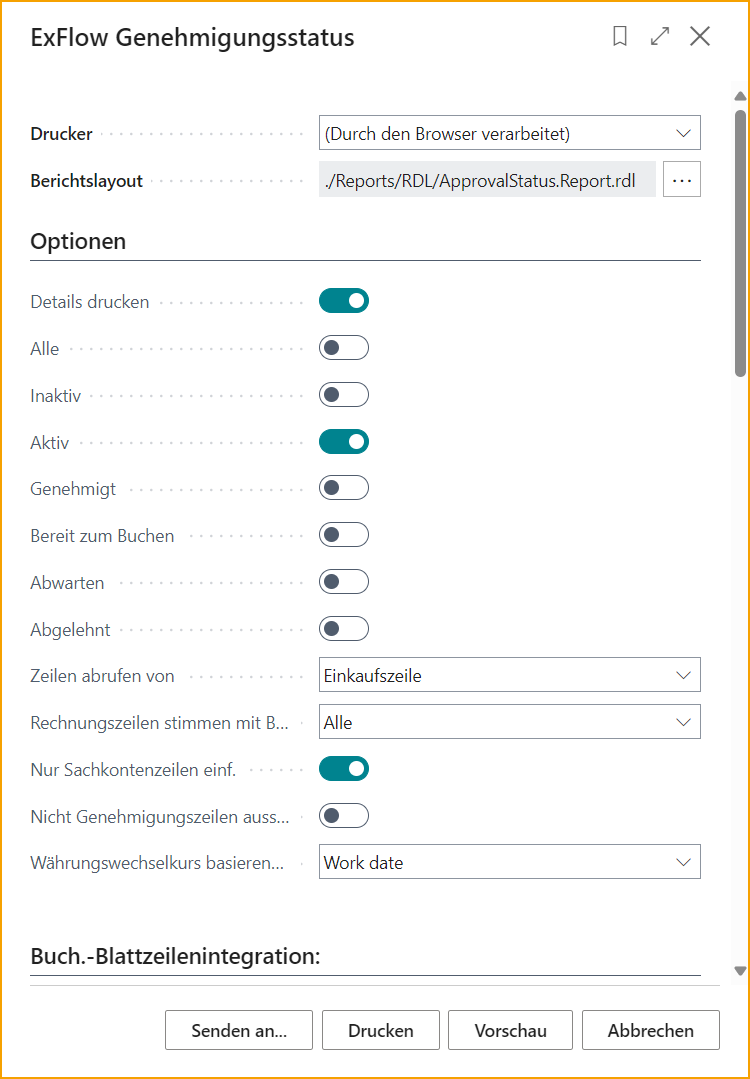 ExFlow Genehmigungsstatus
Drucker (Durch den Browser verarbeitet)
Berichtslayout ./Reports/RDL/ApprovalStatus.Report.rdl ...
Optionen
Details drucken
Alle
Inaktiv
Aktiv
Genehmigt
Bereit zum Buchen
Abwarten
Abgelehnt
Zeilen abrufen von Einkaufszeile
Rechnungszeilen stimmen mit B... Alle
Nur Sachkontenzeilen einf.
Nicht Genehmigungszeilen auss...
Währungswechselkurs basieren... Work date
Buch.-Blattzeilenintegration:
Senden an... Drucken Vorschau Abbrechen